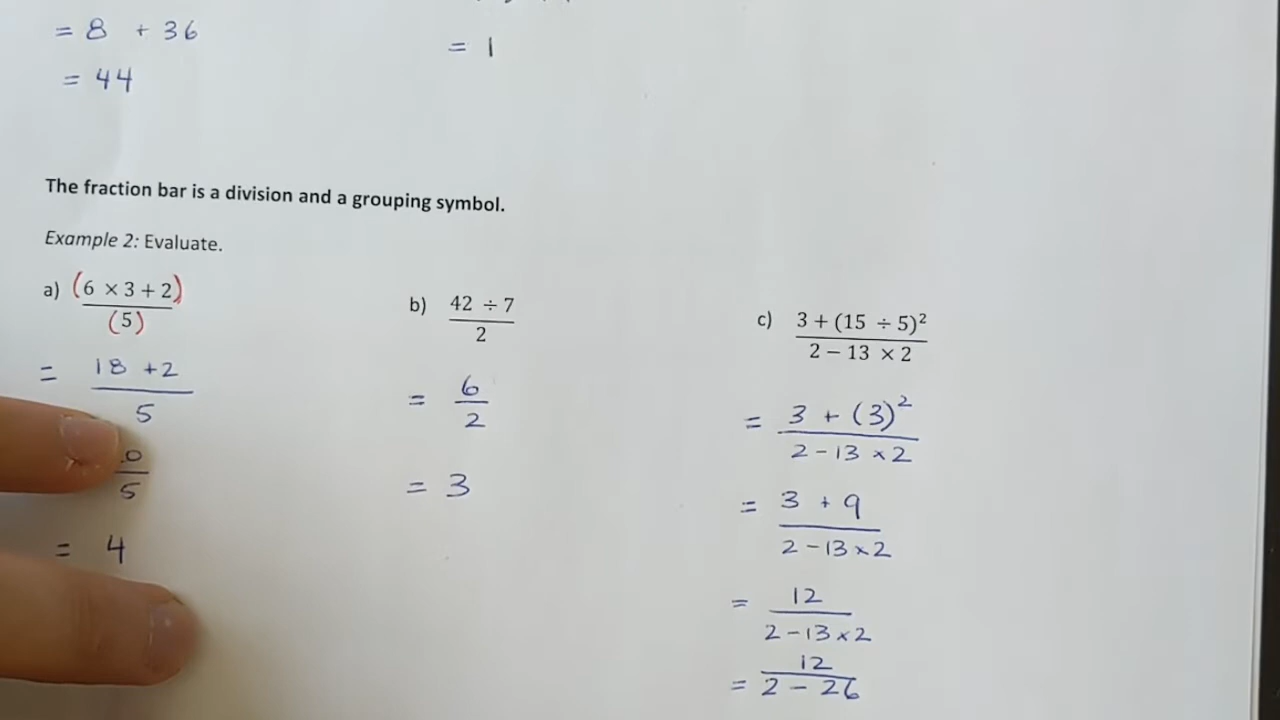 = 8 + 36
= 44
= 1
The fraction bar is a division and a grouping symbol.
Example 2: Evaluate.
a) (6 × 3 + 2)
(5)
= 18 + 2
5
0
5
= 4
b) 42 ÷ 7
2
= 6
2
= 3
c) 3 + (15 ÷ 5)²
2 − 13 × 2
= 3 + (3)²
2 − 13 × 2
= 3 + 9
2 − 13 × 2
= 12
2 − 13 × 2
= 12
2 − 26